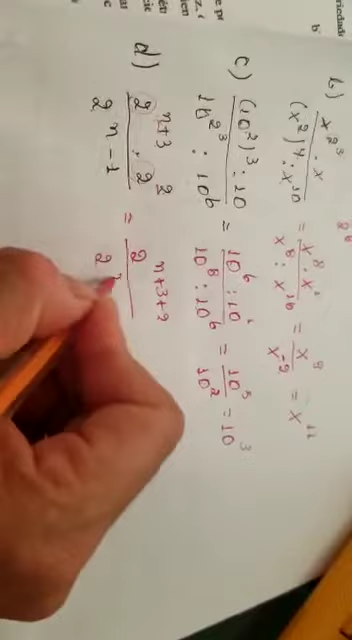 b) x^2^3 · x / (x^2)^4 : x^10 = x^8 · x^1 / x^8 : x^10 = x^9 / x^-2 = x^11
c) (10^2)^3 : 10 / 10^2^3 : 10^6 = 10^6 : 10^1 / 10^8 : 10^6 = 10^5 / 10^2 = 10^3
d) 2^n+3 · 2^2 / 2^n-1 = 2^n+3+2 / 2